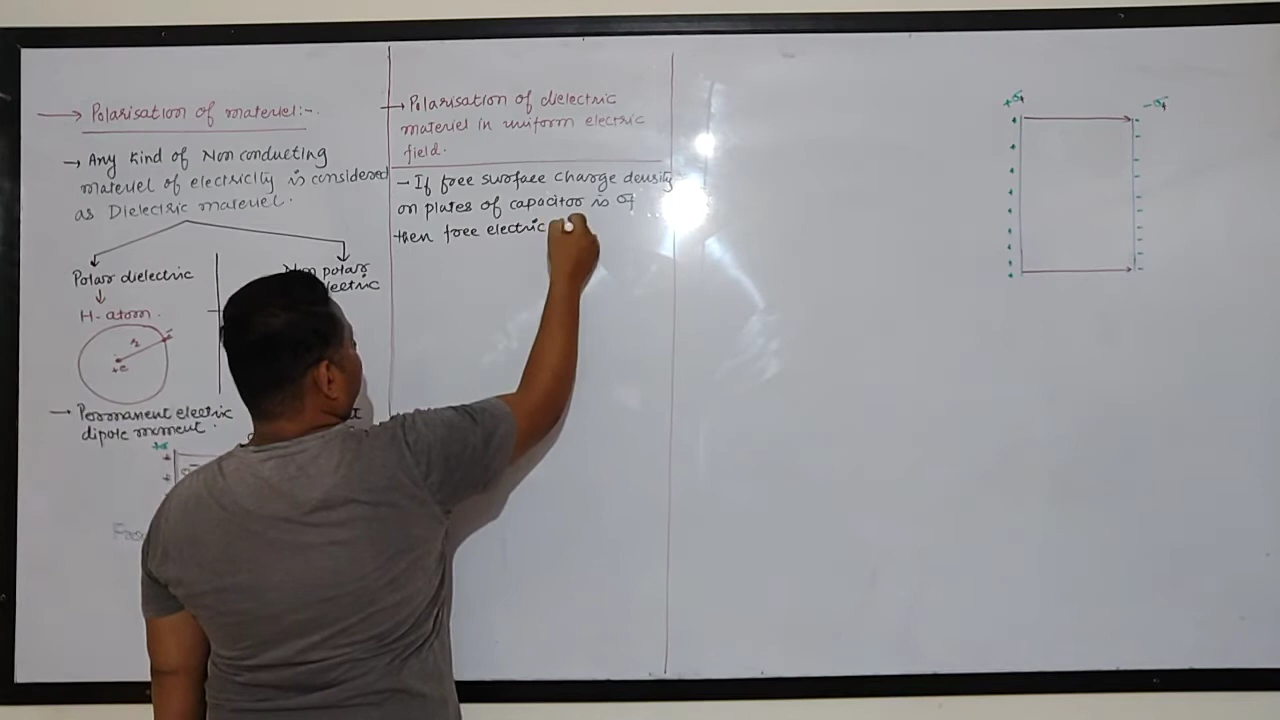 → Polarisation of materiel:-.
→ Any kind of Non conducting
materiel of electricity is considered
as Dielectric materiel.
Polar dielectric
Non polar
H-atom.
r
+e
→ Permanent electric
dipole moment.
+σ
→ Polarisation of dielectric
materiel in uniform electric
field.
- If free surface charge density
on plates of capacitor is σf
then free electric
+σf
-σf